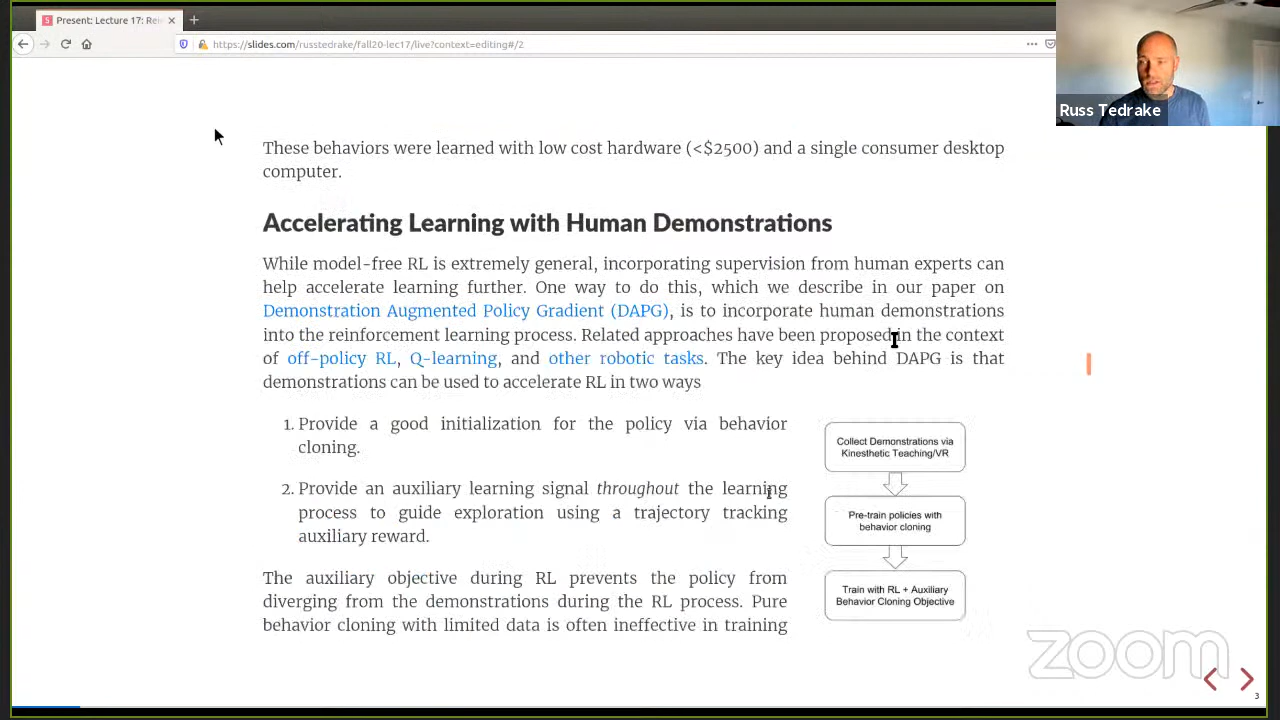 Present: Lecture 17: Rei
https://slides.com/russtedrake/fall20-lec17/live?context=editing#/2
Russ Tedrake
These behaviors were learned with low cost hardware (<$2500) and a single consumer desktop
computer.
Accelerating Learning with Human Demonstrations
While model-free RL is extremely general, incorporating supervision from human experts can
help accelerate learning further. One way to do this, which we describe in our paper on
Demonstration Augmented Policy Gradient (DAPG), is to incorporate human demonstrations
into the reinforcement learning process. Related approaches have been proposed in the context
of off-policy RL, Q-learning, and other robotic tasks. The key idea behind DAPG is that
demonstrations can be used to accelerate RL in two ways
1. Provide a good initialization for the policy via behavior
cloning.
2. Provide an auxiliary learning signal throughout the learning
process to guide exploration using a trajectory tracking
auxiliary reward.
The auxiliary objective during RL prevents the policy from
diverging from the demonstrations during the RL process. Pure
behavior cloning with limited data is often ineffective in training
Collect Demonstrations via
Kinesthetic Teaching/VR
Pre-train policies with
behavior cloning
Train with RL + Auxiliary
Behavior Cloning Objective
zoom
3